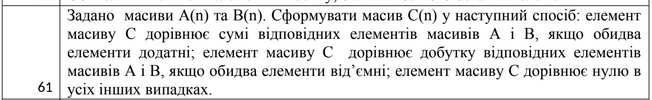 Задано масиви A(n) та B(n). Сформувати масив C(n) у наступний спосіб: елемент
масиву C дорівнює сумі відповідних елементів масивів A і B, якщо обидва
елементи додатні; елемент масиву C дорівнює добутку відповідних елементів
масивів A і B, якщо обидва елементи від’ємні; елемент масиву C дорівнює нулю в
61 усіх інших випадках.